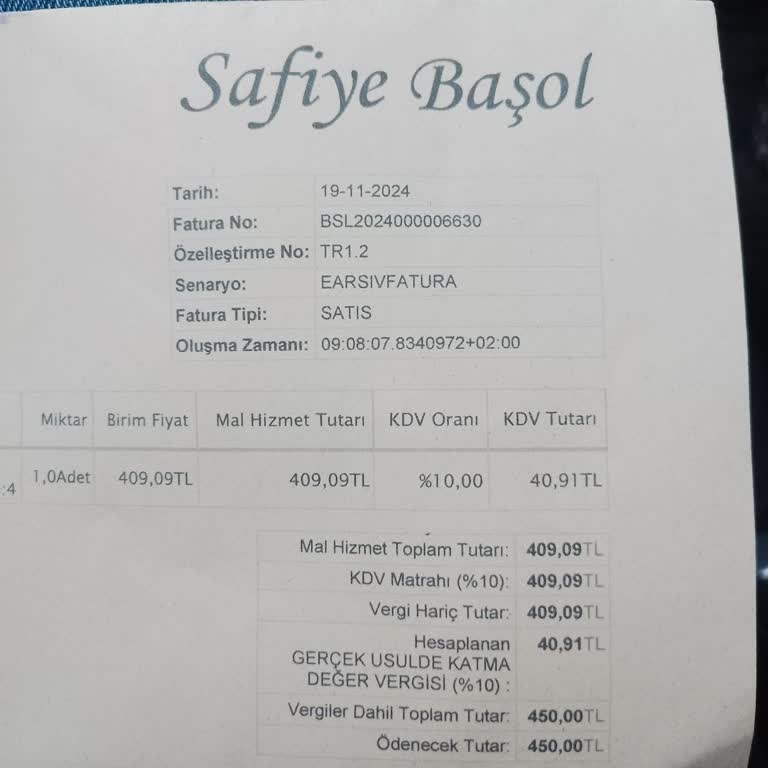 Safiye Başol
Tarih: 19-11-2024
Fatura No: BSL2024000006630
Özelleştirme No: TR1.2
Senaryo: EARSIVFATURA
Fatura Tipi: SATIS
Oluşma Zamanı: 09:08:07.8340972+02:00
Miktar Birim Fiyat Mal Hizmet Tutarı KDV Oranı KDV Tutarı
:4 1,0Adet 409,09TL 409,09TL %10,00 40,91TL
Mal Hizmet Toplam Tutarı: 409,09TL
KDV Matrahı (%10): 409,09TL
Vergi Hariç Tutar: 409,09TL
Hesaplanan 40,91TL
GERÇEK USULDE KATMA
DEĞER VERGİSİ (%10) :
Vergiler Dahil Toplam Tutar: 450,00TL
Ödenecek Tutar: 450,00TL